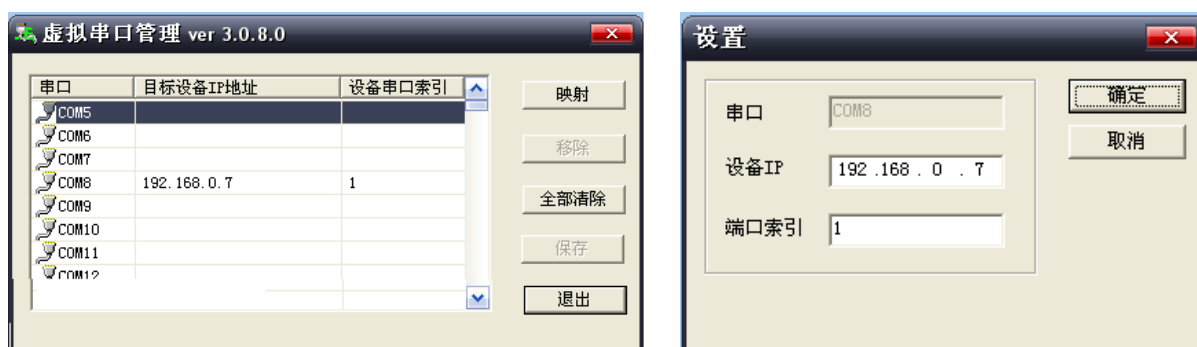 虚拟串口管理 ver 3.0.8.0
串口 目标设备IP地址 设备串口索引
COM5
COM6
COM7
COM8 192.168.0.7 1
COM9
COM10
COM11
COM12
映射
移除
全部清除
保存
退出
设置
串口 COM8
设备IP 192 .168 . 0 . 7
端口索引 1
确定
取消